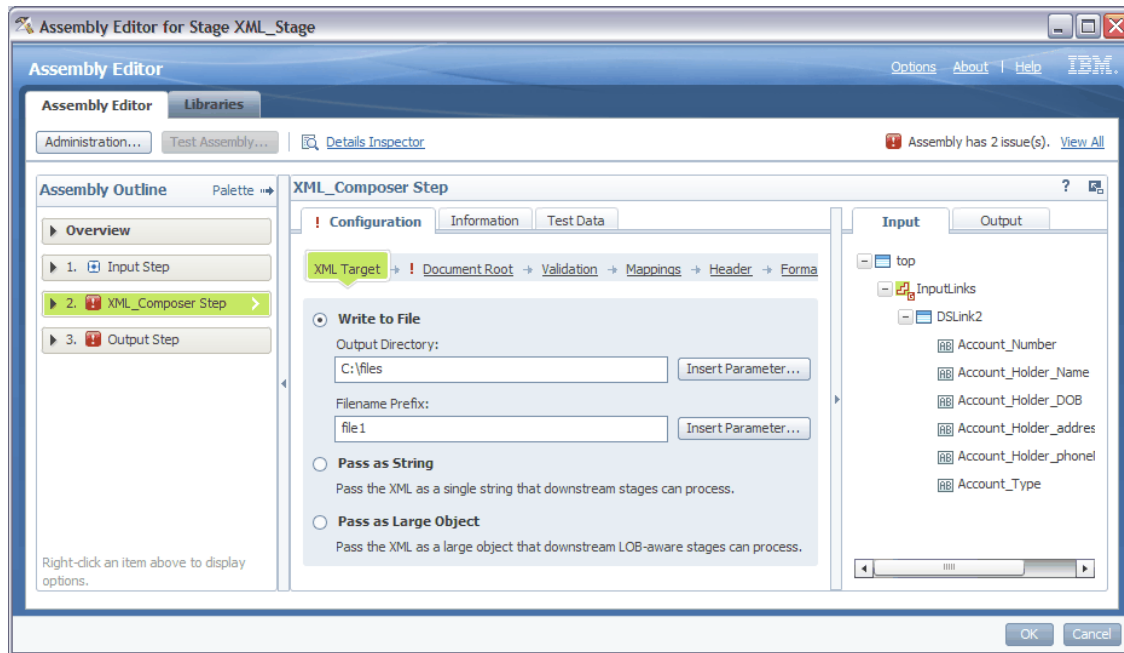 Assembly Editor for Stage XML_Stage
Assembly Editor
Options About | Help IBM.
Assembly Editor Libraries
Administration... Test Assembly... Details Inspector
Assembly has 2 issue(s). View All
Assembly Outline Palette
Overview
1. Input Step
2. XML_Composer Step
3. Output Step
Right-click an item above to display
options.
XML_Composer Step ?
! Configuration Information Test Data
XML Target ! Document Root Validation Mappings Header Forma
Write to File
Output Directory:
C:\files Insert Parameter...
Filename Prefix:
file1 Insert Parameter...
Pass as String
Pass the XML as a single string that downstream stages can process.
Pass as Large Object
Pass the XML as a large object that downstream LOB-aware stages can process.
Input Output
top
InputLinks
DSLink2
Account_Number
Account_Holder_Name
Account_Holder_DOB
Account_Holder_addres
Account_Holder_phone
Account_Type
OK Cancel